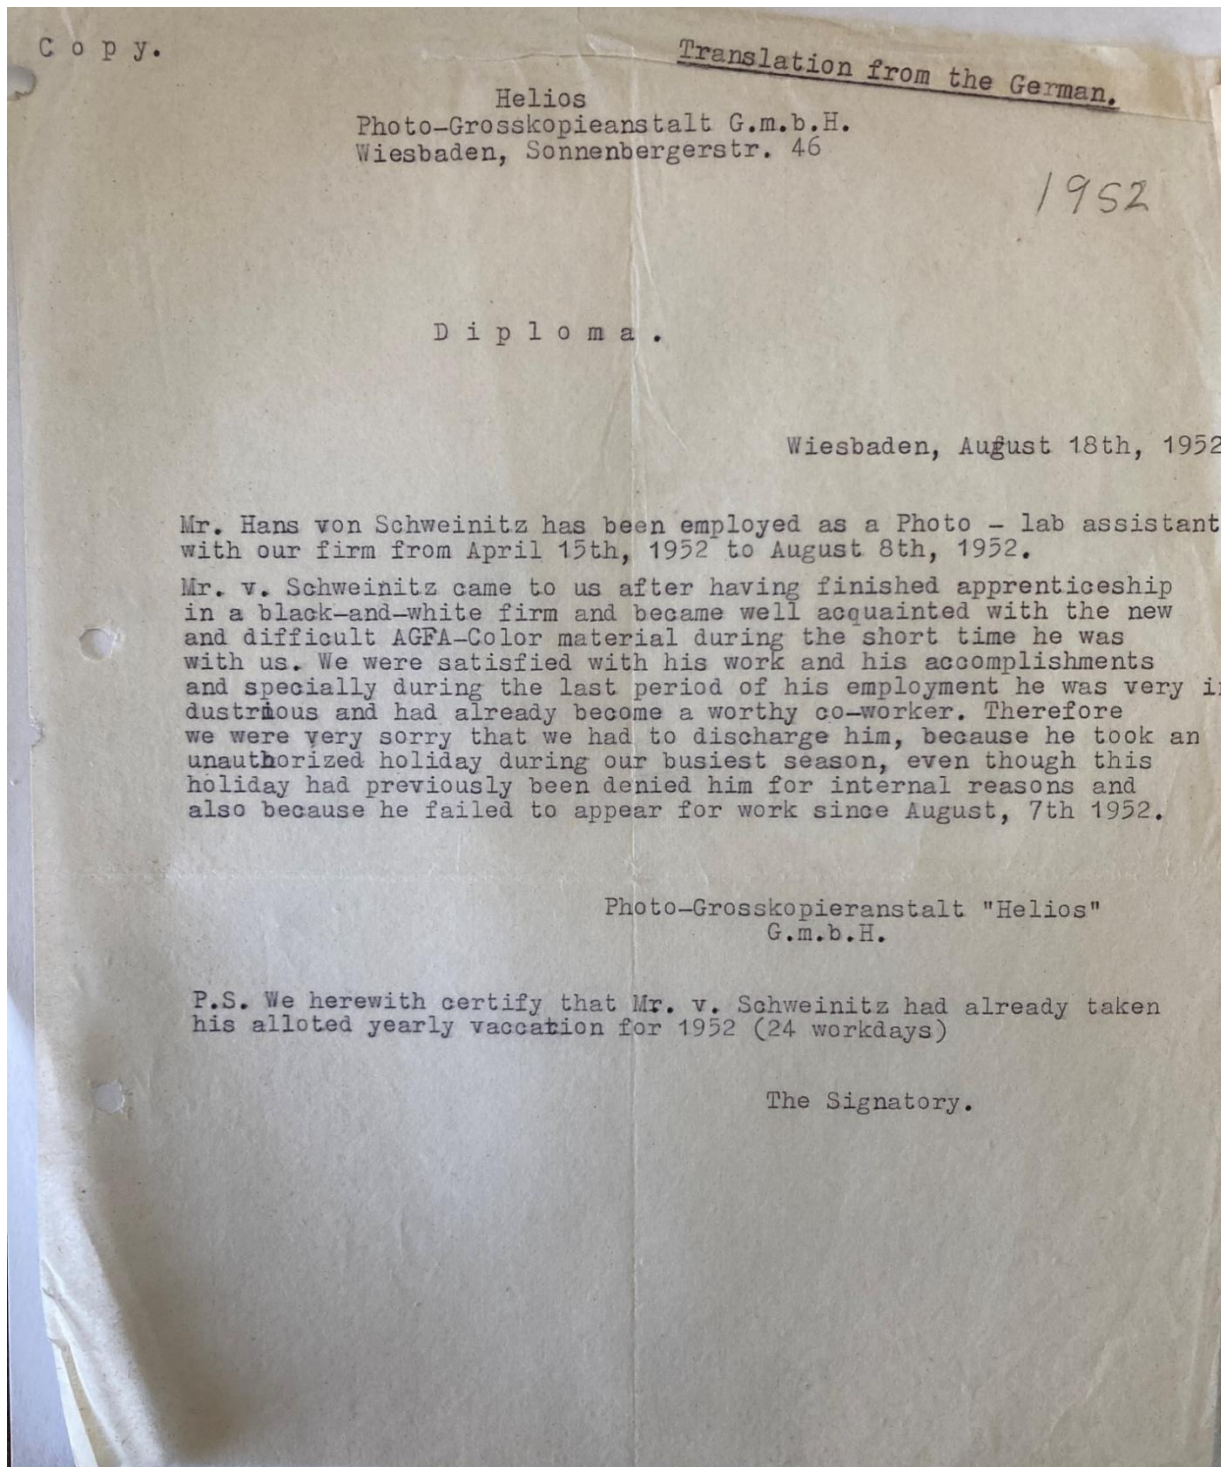 C o p y.
Translation from the German.
Helios
Photo-Grosskopieanstalt G.m.b.H.
Wiesbaden, Sonnenbergerstr. 46
1952
D i p l o m a .
Wiesbaden, August 18th, 1952
Mr. Hans von Schweinitz has been employed as a Photo - lab assistant
with our firm from April 15th, 1952 to August 8th, 1952.
Mr. v. Schweinitz came to us after having finished apprenticeship
in a black-and-white firm and became well acquainted with the new
and difficult AGFA-Color material during the short time he was
with us. We were satisfied with his work and his accomplishments
and specially during the last period of his employment he was very in
dustrious and had already become a worthy co-worker. Therefore
we were very sorry that we had to discharge him, because he took an
unauthorized holiday during our busiest season, even though this
holiday had previously been denied him for internal reasons and
also because he failed to appear for work since August, 7th 1952.
Photo-Grosskopieranstalt "Helios"
G.m.b.H.
P.S. We herewith certify that Mr. v. Schweinitz had already taken
his alloted yearly vaccation for 1952 (24 workdays)
The Signatory.